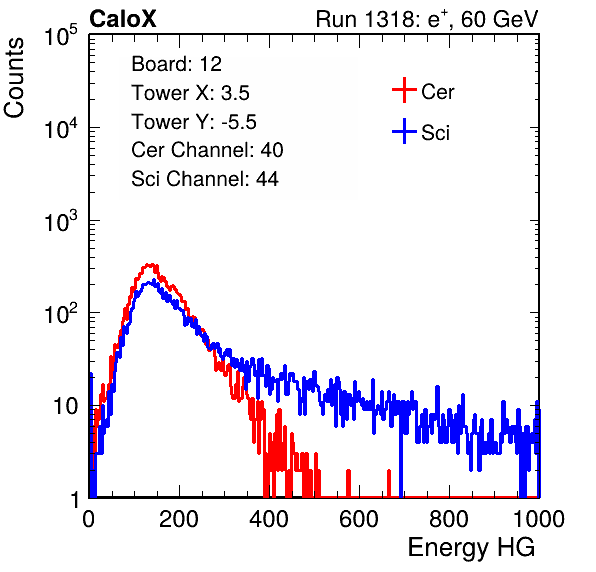 CaloX Run 1318: e⁺, 60 GeV
Counts
Board: 12
Tower X: 3.5
Tower Y: -5.5
Cer Channel: 40
Sci Channel: 44
Cer
Sci
10⁵
10⁴
10³
10²
10
1
0 200 400 600 800 1000
Energy HG